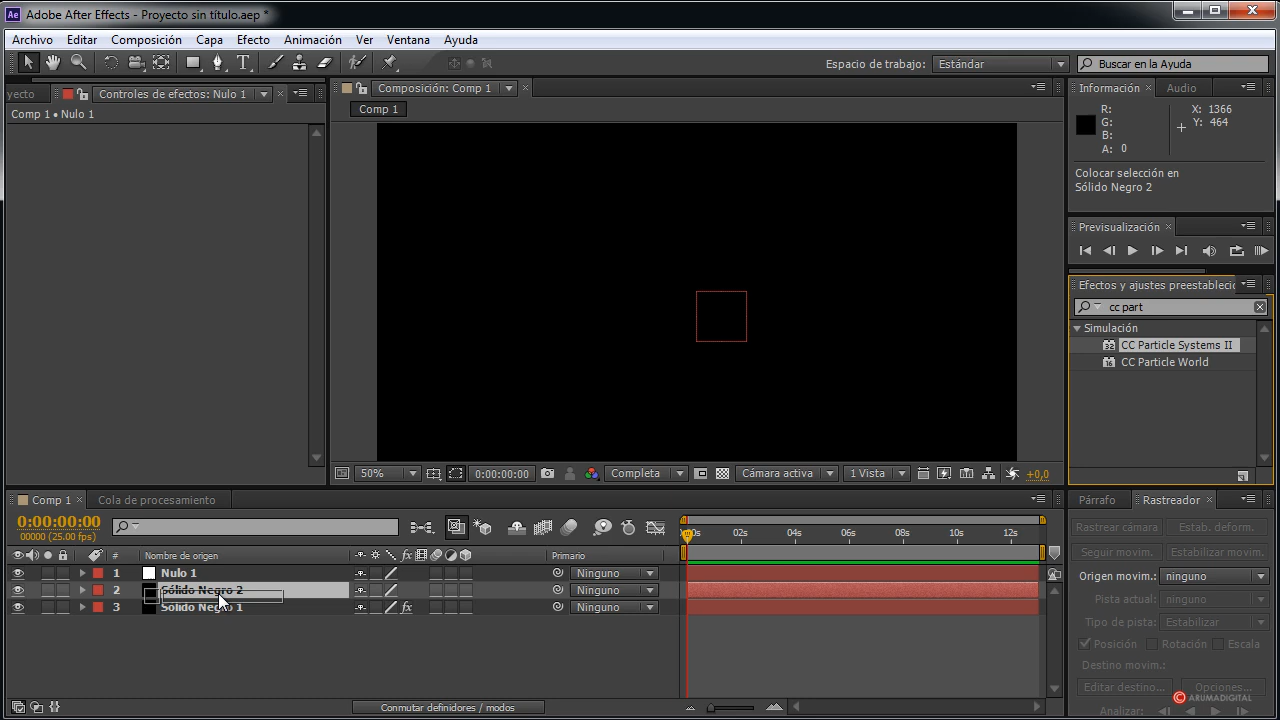 Ae Adobe After Effects - Proyecto sin título.aep *
Archivo Editar Composición Capa Efecto Animación Ver Ventana Ayuda
Espacio de trabajo: Estándar Buscar en la Ayuda
yecto Controles de efectos: Nulo 1
Comp 1 • Nulo 1
Composición: Comp 1
Comp 1
Información Audio
R:
G:
B:
A: 0
X: 1366
Y: 464
Colocar selección en
Sólido Negro 2
Previsualización
Efectos y ajustes preestablecic
cc part
Simulación
32 CC Particle Systems II
16 CC Particle World
50% 0:00:00:00 Completa Cámara activa 1 Vista +0,0
Comp 1 Cola de procesamiento
0:00:00:00
00000 (25.00 fps)
# Nombre de origen fx Primario
0s 02s 04s 06s 08s 10s 12s
1 Nulo 1 Ninguno
2 Sólido Negro 2 Ninguno
3 Sólido Negro 1 fx Ninguno
Conmutar definidores / modos
Párrafo Rastreador
Rastrear cámara Estab. deform.
Seguir movim. Estabilizar movim.
Origen movim.: ninguno
Pista actual: ninguno
Tipo de pista: Estabilizar
Posición Rotación Escala
Destino movim.:
Editar destino... Opciones...
© ARUMADIGITAL
Analizar: